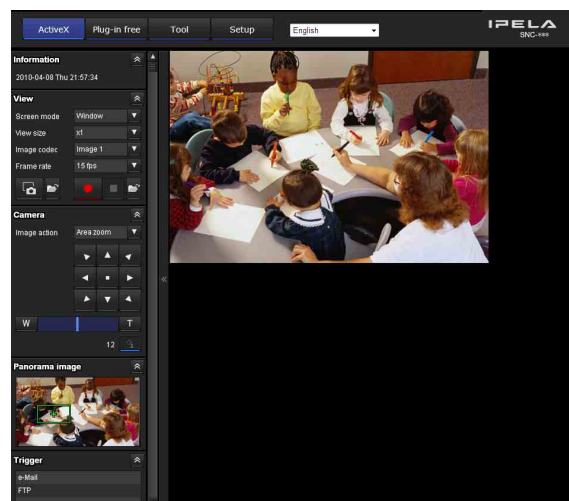 ActiveX Plug-in free Tool Setup English
IPELA
SNC-***
Information
2010-04-08 Thu 21:57:34
View
Screen mode Window
View size x1
Image codec Image 1
Frame rate 15 fps
Camera
Image action Area zoom
W T
12
Panorama image
Trigger
e-Mail
FTP